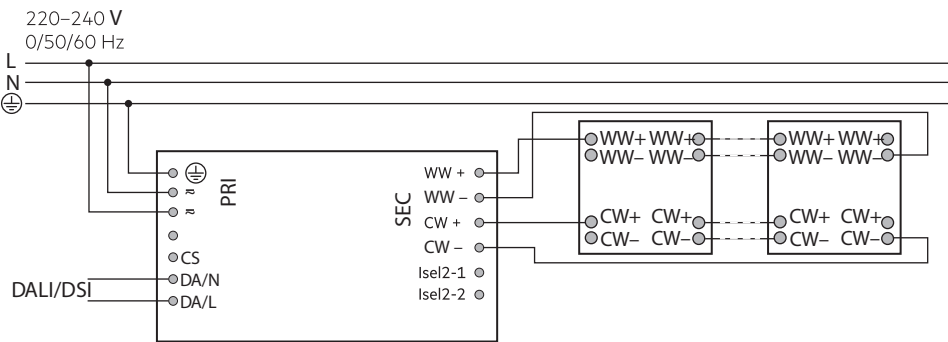 220–240 V
0/50/60 Hz
L
N
PRI
~
~
CS
DA/N
DA/L
DALI/DSI
SEC
WW +
WW –
CW +
CW –
Isel2-1
Isel2-2
WW+ WW+
WW– WW–
CW+ CW+
CW– CW–
WW+ WW+
WW– WW–
CW+ CW+
CW– CW–